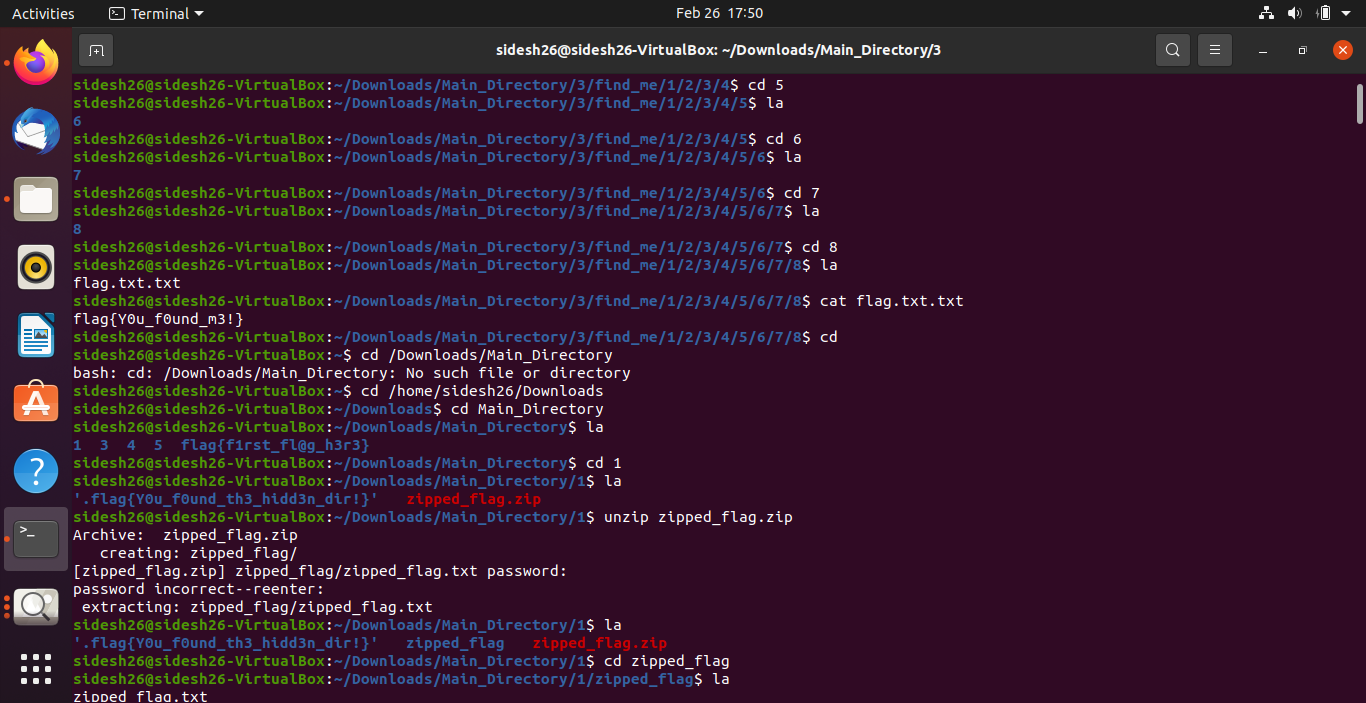 Activities Terminal Feb 26 17:50
sidesh26@sidesh26-VirtualBox: ~/Downloads/Main_Directory/3
sidesh26@sidesh26-VirtualBox:~/Downloads/Main_Directory/3/find_me/1/2/3/4$ cd 5
sidesh26@sidesh26-VirtualBox:~/Downloads/Main_Directory/3/find_me/1/2/3/4/5$ la
6
sidesh26@sidesh26-VirtualBox:~/Downloads/Main_Directory/3/find_me/1/2/3/4/5$ cd 6
sidesh26@sidesh26-VirtualBox:~/Downloads/Main_Directory/3/find_me/1/2/3/4/5/6$ la
7
sidesh26@sidesh26-VirtualBox:~/Downloads/Main_Directory/3/find_me/1/2/3/4/5/6$ cd 7
sidesh26@sidesh26-VirtualBox:~/Downloads/Main_Directory/3/find_me/1/2/3/4/5/6/7$ la
8
sidesh26@sidesh26-VirtualBox:~/Downloads/Main_Directory/3/find_me/1/2/3/4/5/6/7$ cd 8
sidesh26@sidesh26-VirtualBox:~/Downloads/Main_Directory/3/find_me/1/2/3/4/5/6/7/8$ la
flag.txt.txt
sidesh26@sidesh26-VirtualBox:~/Downloads/Main_Directory/3/find_me/1/2/3/4/5/6/7/8$ cat flag.txt.txt
flag{Y0u_f0und_m3!}
sidesh26@sidesh26-VirtualBox:~/Downloads/Main_Directory/3/find_me/1/2/3/4/5/6/7/8$ cd
sidesh26@sidesh26-VirtualBox:~$ cd /Downloads/Main_Directory
bash: cd: /Downloads/Main_Directory: No such file or directory
sidesh26@sidesh26-VirtualBox:~$ cd /home/sidesh26/Downloads
sidesh26@sidesh26-VirtualBox:~/Downloads$ cd Main_Directory
sidesh26@sidesh26-VirtualBox:~/Downloads/Main_Directory$ la
1  3  4  5  flag{f1rst_fl@g_h3r3}
sidesh26@sidesh26-VirtualBox:~/Downloads/Main_Directory$ cd 1
sidesh26@sidesh26-VirtualBox:~/Downloads/Main_Directory/1$ la
'.flag{Y0u_f0und_th3_hidd3n_dir!}'   zipped_flag.zip
sidesh26@sidesh26-VirtualBox:~/Downloads/Main_Directory/1$ unzip zipped_flag.zip
Archive:  zipped_flag.zip
   creating: zipped_flag/
[zipped_flag.zip] zipped_flag/zipped_flag.txt password:
password incorrect--reenter:
 extracting: zipped_flag/zipped_flag.txt
sidesh26@sidesh26-VirtualBox:~/Downloads/Main_Directory/1$ la
'.flag{Y0u_f0und_th3_hidd3n_dir!}'   zipped_flag   zipped_flag.zip
sidesh26@sidesh26-VirtualBox:~/Downloads/Main_Directory/1$ cd zipped_flag
sidesh26@sidesh26-VirtualBox:~/Downloads/Main_Directory/1/zipped_flag$ la
zipped_flag.txt